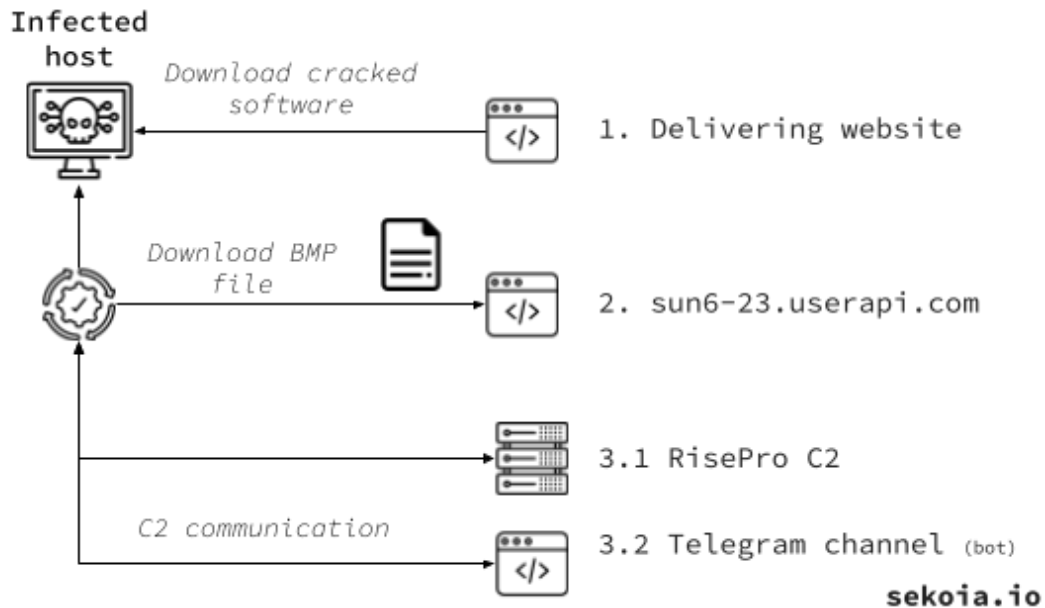 Infected
host
Download cracked
software
</>
1. Delivering website
Download BMP
file
</>
2. sun6-23.userapi.com
3.1 RisePro C2
C2 communication
</>
3.2 Telegram channel (bot)
sekoia.io